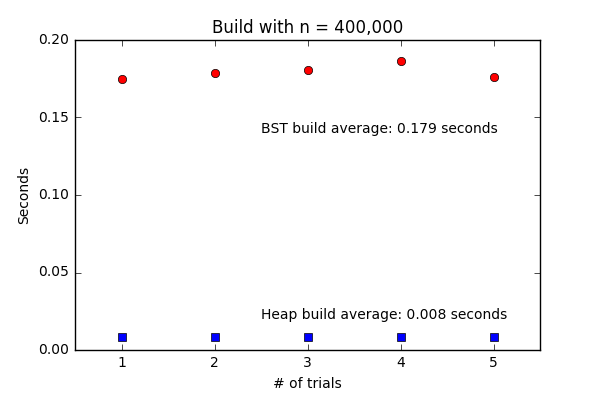 Build with n = 400,000
0.20
0.15
BST build average: 0.179 seconds
0.10
Seconds
0.05
Heap build average: 0.008 seconds
0.00
1 2 3 4 5
# of trials